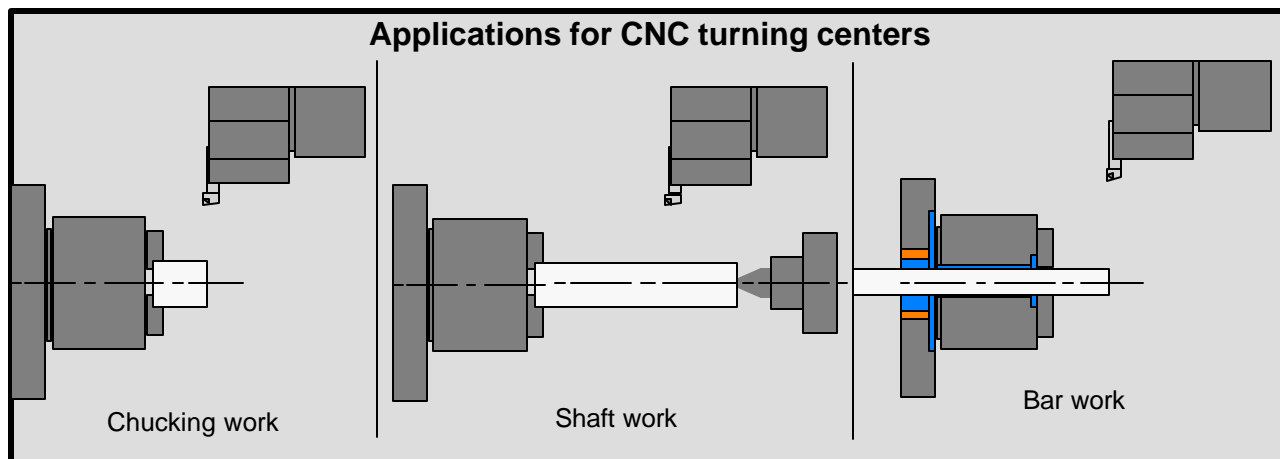 Applications for CNC turning centers
Chucking work
Shaft work
Bar work